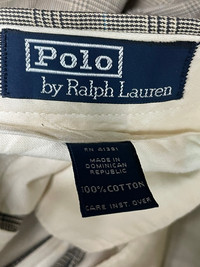 Polo
by Ralph Lauren
RN 41381
MADE IN
DOMINICAN
REPUBLIC
100% COTTON
CARE INST. OVER